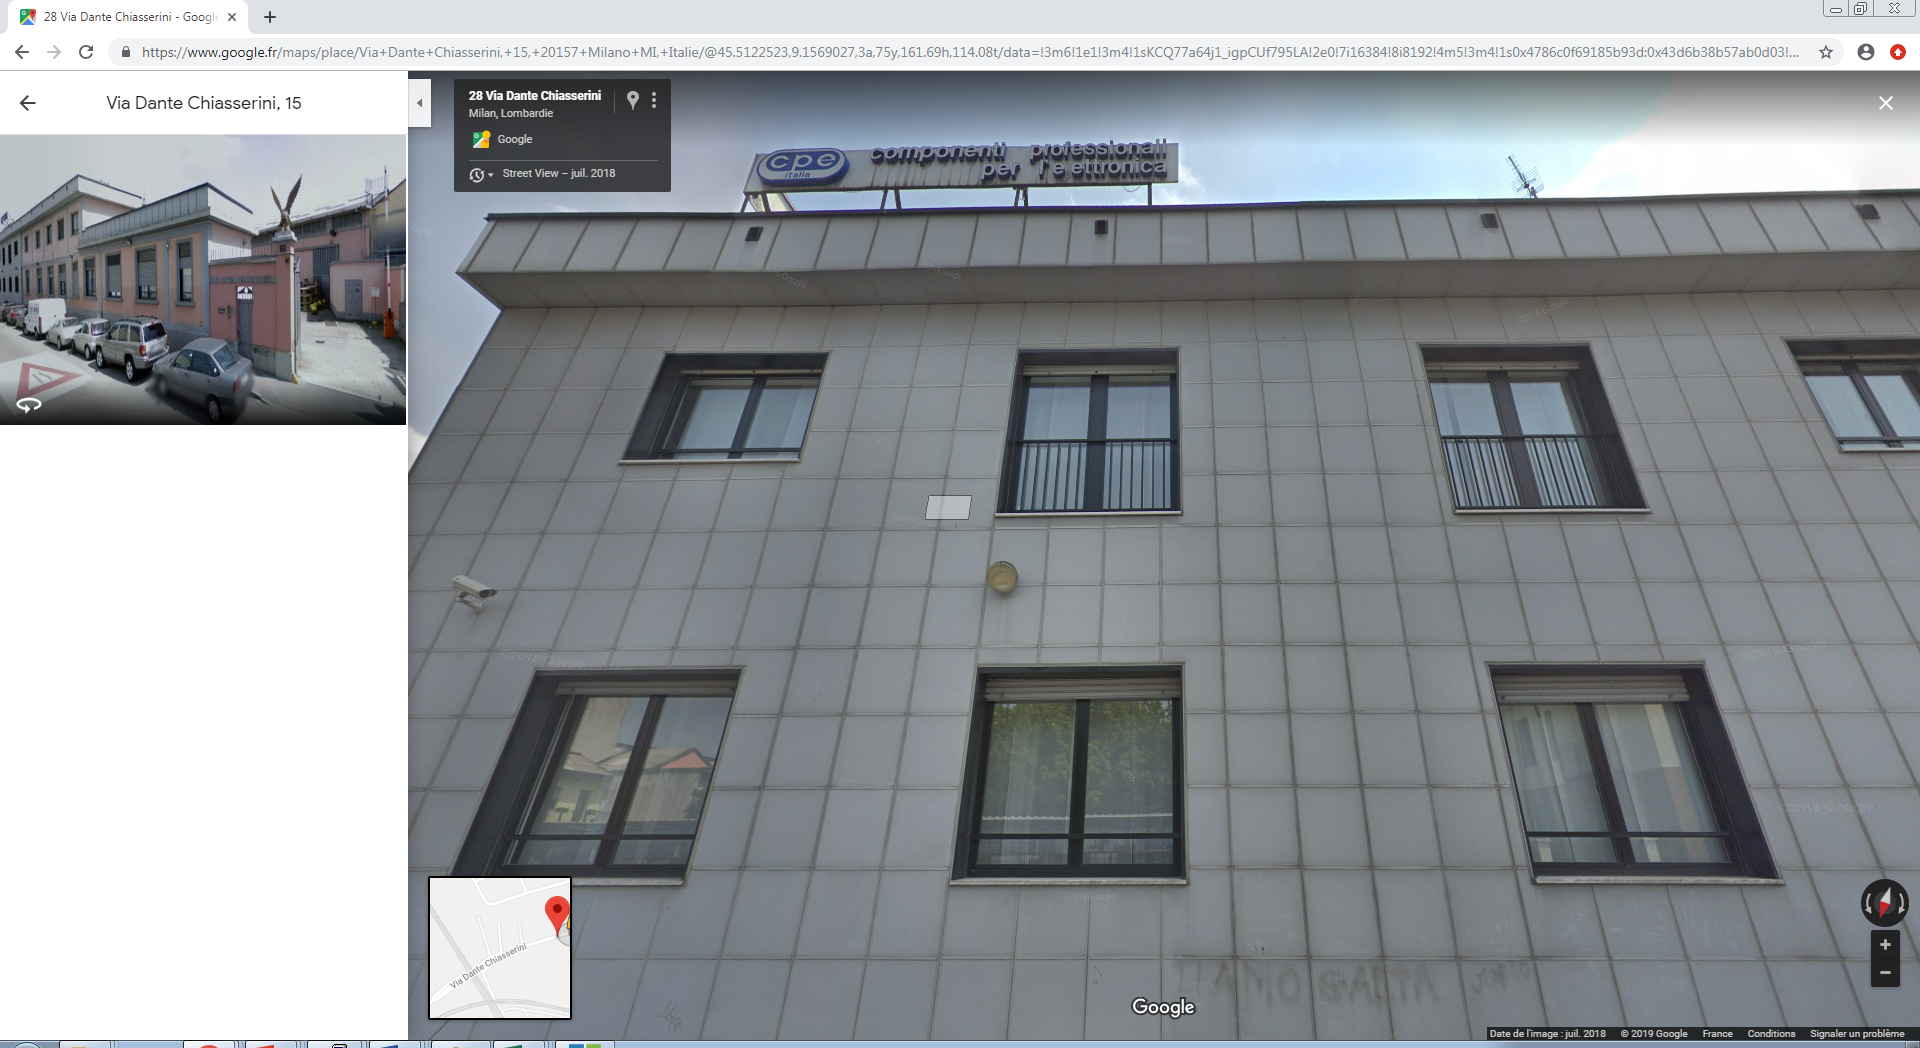 28 Via Dante Chiasserini - Google
https://www.google.fr/maps/place/Via+Dante+Chiasserini,+15,+20157+Milano+MI,+Italie/@45.5122523,9.1569027,3a,75y,161.69h,114.08t/data=!3m6!1e1!3m4!1sKCQ77a64j1_igpCUf795LA!2e0!7i16384!8i8192!4m5!3m4!1s0x4786c0f69185b93d:0x43d6b38b57ab0d03!...
Via Dante Chiasserini, 15
28 Via Dante Chiasserini
Milan, Lombardie
Google
Street View – juil. 2018
cpe
italia
componenti professionali
per l'elettronica
Via Dante Chiasserini
Google
Date de l'image : juil. 2018 © 2019 Google France Conditions Signaler un problème